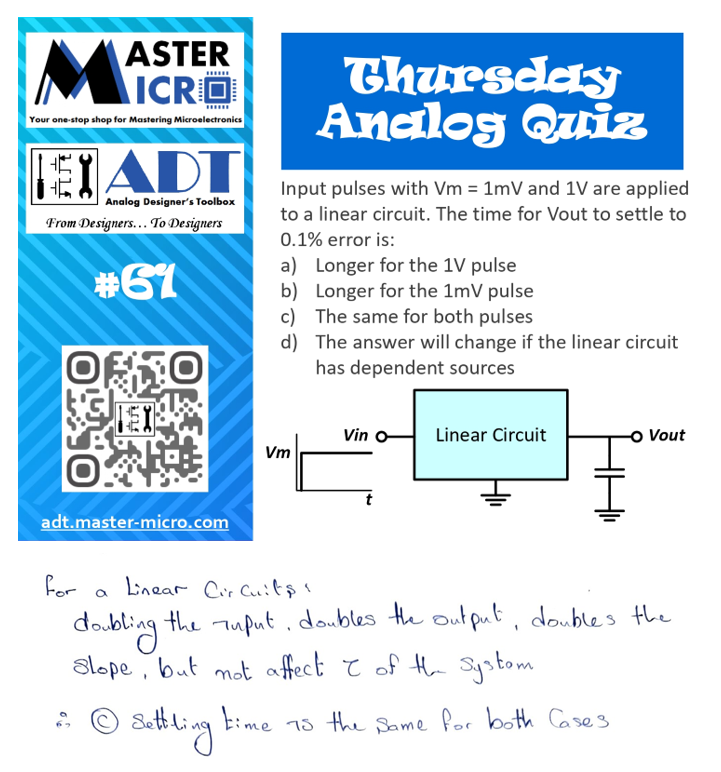 MASTER
MICRO
Your one-stop shop for Mastering Microelectronics
ADT
Analog Designer's Toolbox
From Designers... To Designers
#61
adt.master-micro.com
Thursday
Analog Quiz
Input pulses with Vm = 1mV and 1V are applied
to a linear circuit. The time for Vout to settle to
0.1% error is:
a) Longer for the 1V pulse
b) Longer for the 1mV pulse
c) The same for both pulses
d) The answer will change if the linear circuit
has dependent sources
Vin
Linear Circuit
Vout
Vm
t
For a Linear Circuits:
doubling the input, doubles the output, doubles the
slope, but not affect τ of the system
∴ ⓒ Settling time is the same for both Cases